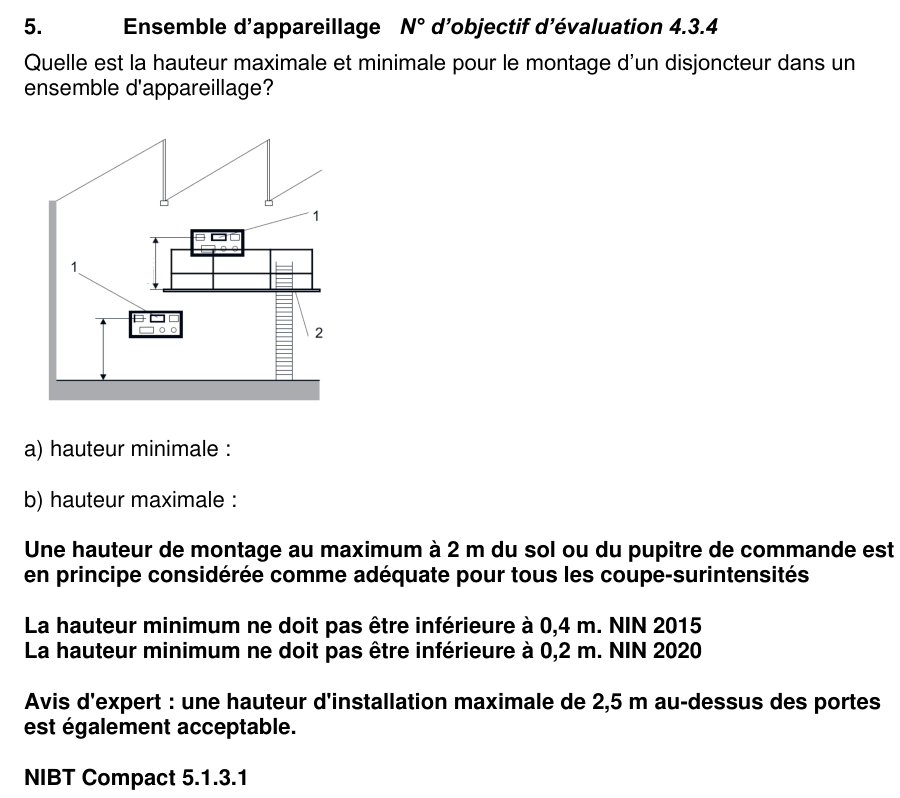 5. Ensemble d’appareillage N° d’objectif d’évaluation 4.3.4
Quelle est la hauteur maximale et minimale pour le montage d’un disjoncteur dans un
ensemble d'appareillage?
1
1
2
a) hauteur minimale :
b) hauteur maximale :
Une hauteur de montage au maximum à 2 m du sol ou du pupitre de commande est
en principe considérée comme adéquate pour tous les coupe-surintensités
La hauteur minimum ne doit pas être inférieure à 0,4 m. NIN 2015
La hauteur minimum ne doit pas être inférieure à 0,2 m. NIN 2020
Avis d'expert : une hauteur d'installation maximale de 2,5 m au-dessus des portes
est également acceptable.
NIBT Compact 5.1.3.1